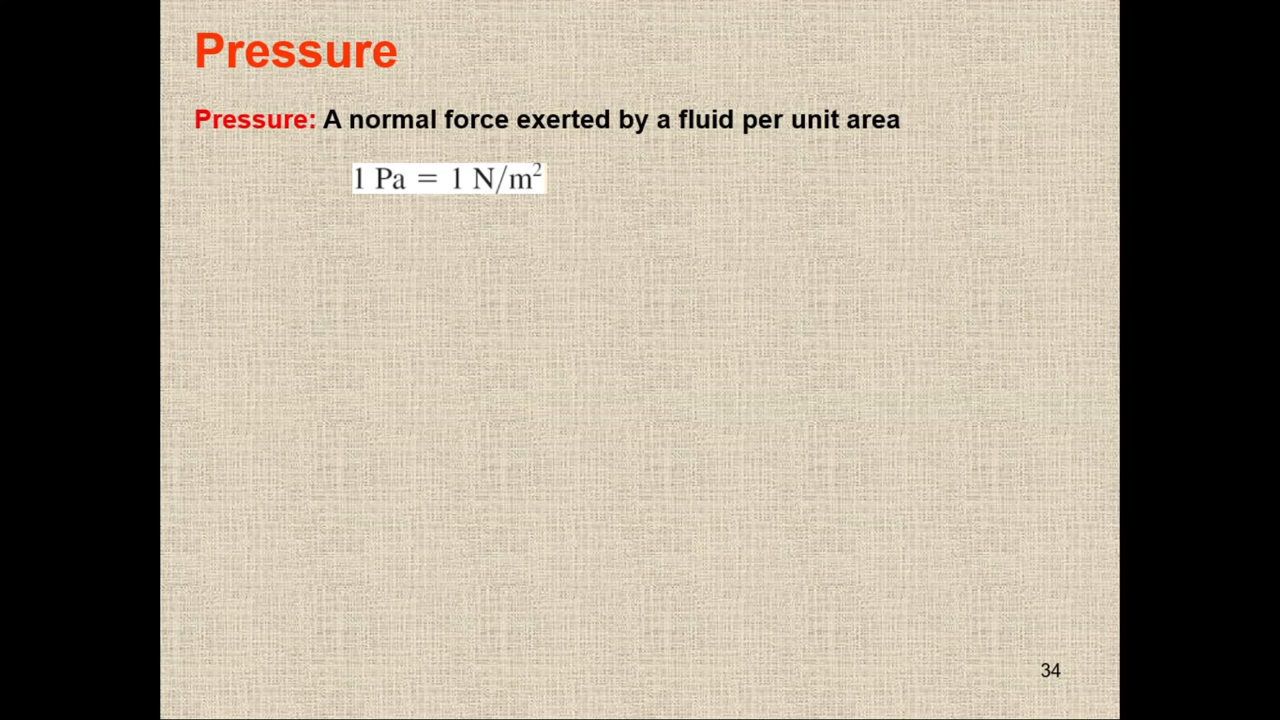 Pressure
Pressure: A normal force exerted by a fluid per unit area
1 Pa = 1 N/m²
34